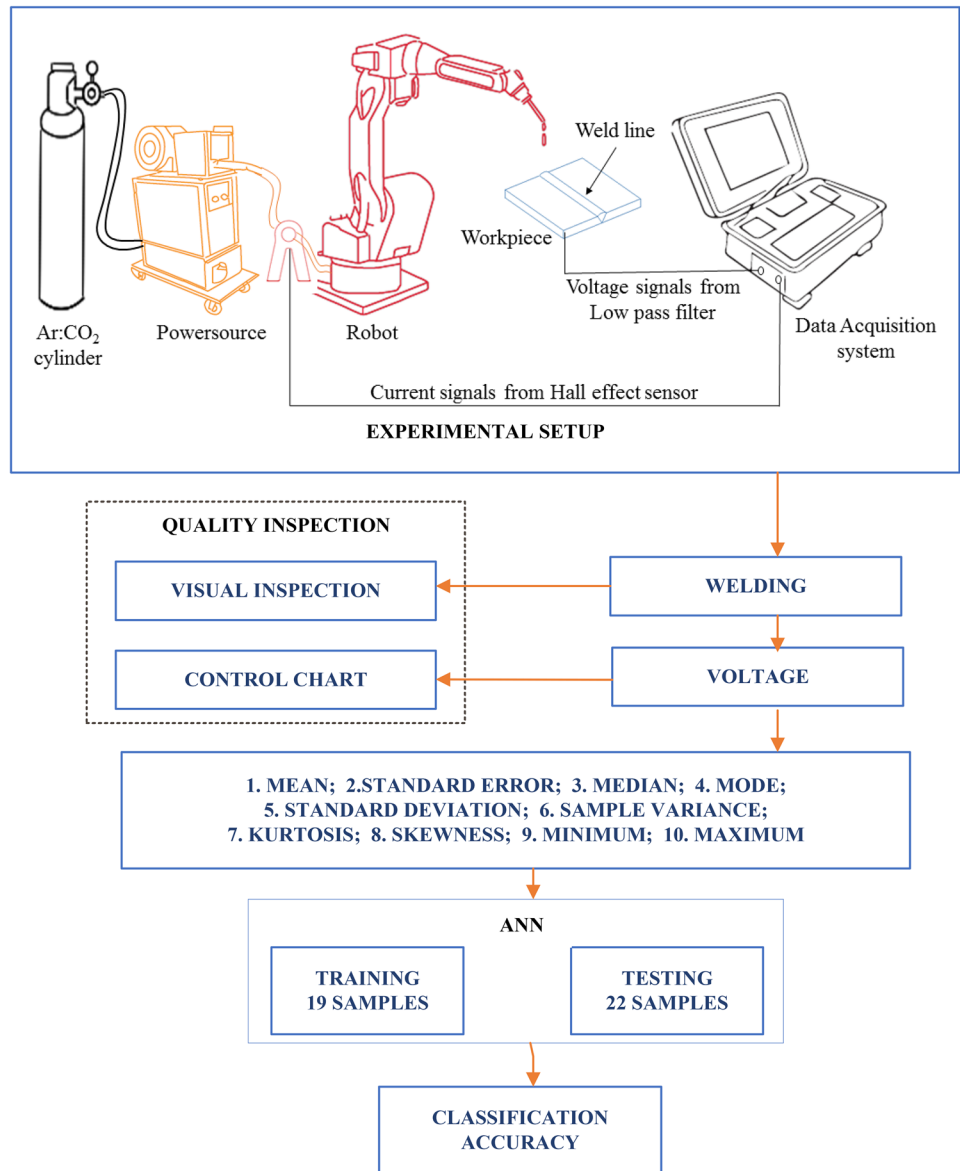 Weld line
Workpiece
Voltage signals from
Low pass filter
Ar:CO₂
cylinder
Powersource
Robot
Data Acquisition
system
Current signals from Hall effect sensor
EXPERIMENTAL SETUP
QUALITY INSPECTION
VISUAL INSPECTION
WELDING
CONTROL CHART
VOLTAGE
1. MEAN; 2.STANDARD ERROR; 3. MEDIAN; 4. MODE;
5. STANDARD DEVIATION; 6. SAMPLE VARIANCE;
7. KURTOSIS; 8. SKEWNESS; 9. MINIMUM; 10. MAXIMUM
ANN
TRAINING
19 SAMPLES
TESTING
22 SAMPLES
CLASSIFICATION
ACCURACY